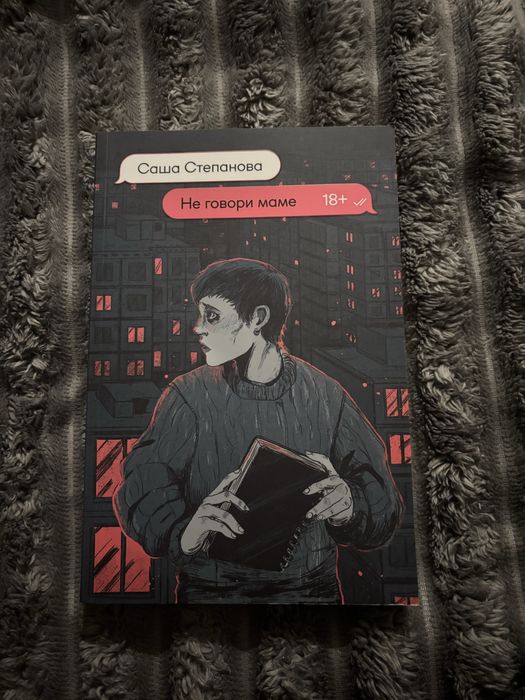 Саша Степанова
Не говори маме 18+